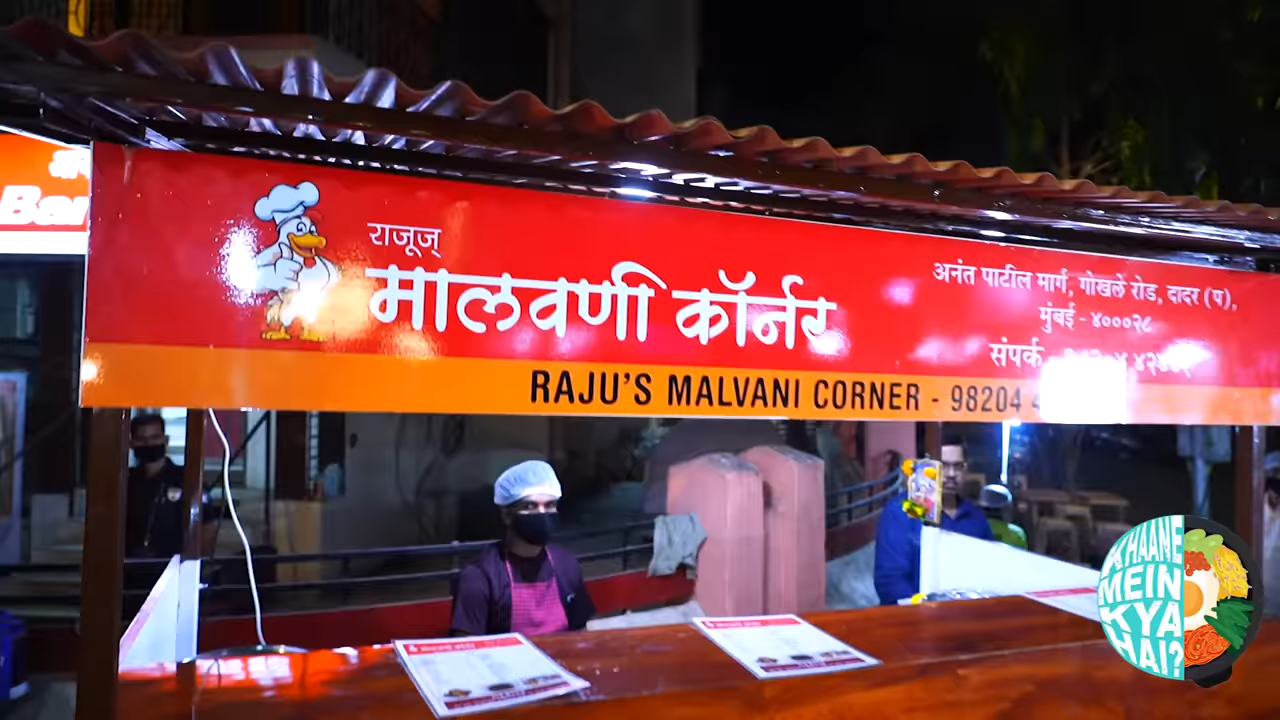 राजूज्
मालवणी कॉर्नर
अनंत पाटील मार्ग, गोखले रोड, दादर (प),
मुंबई - ४०००२८
संपर्क
RAJU'S MALVANI CORNER - 98204
KHAANE
MEIN
KYA
HAI?